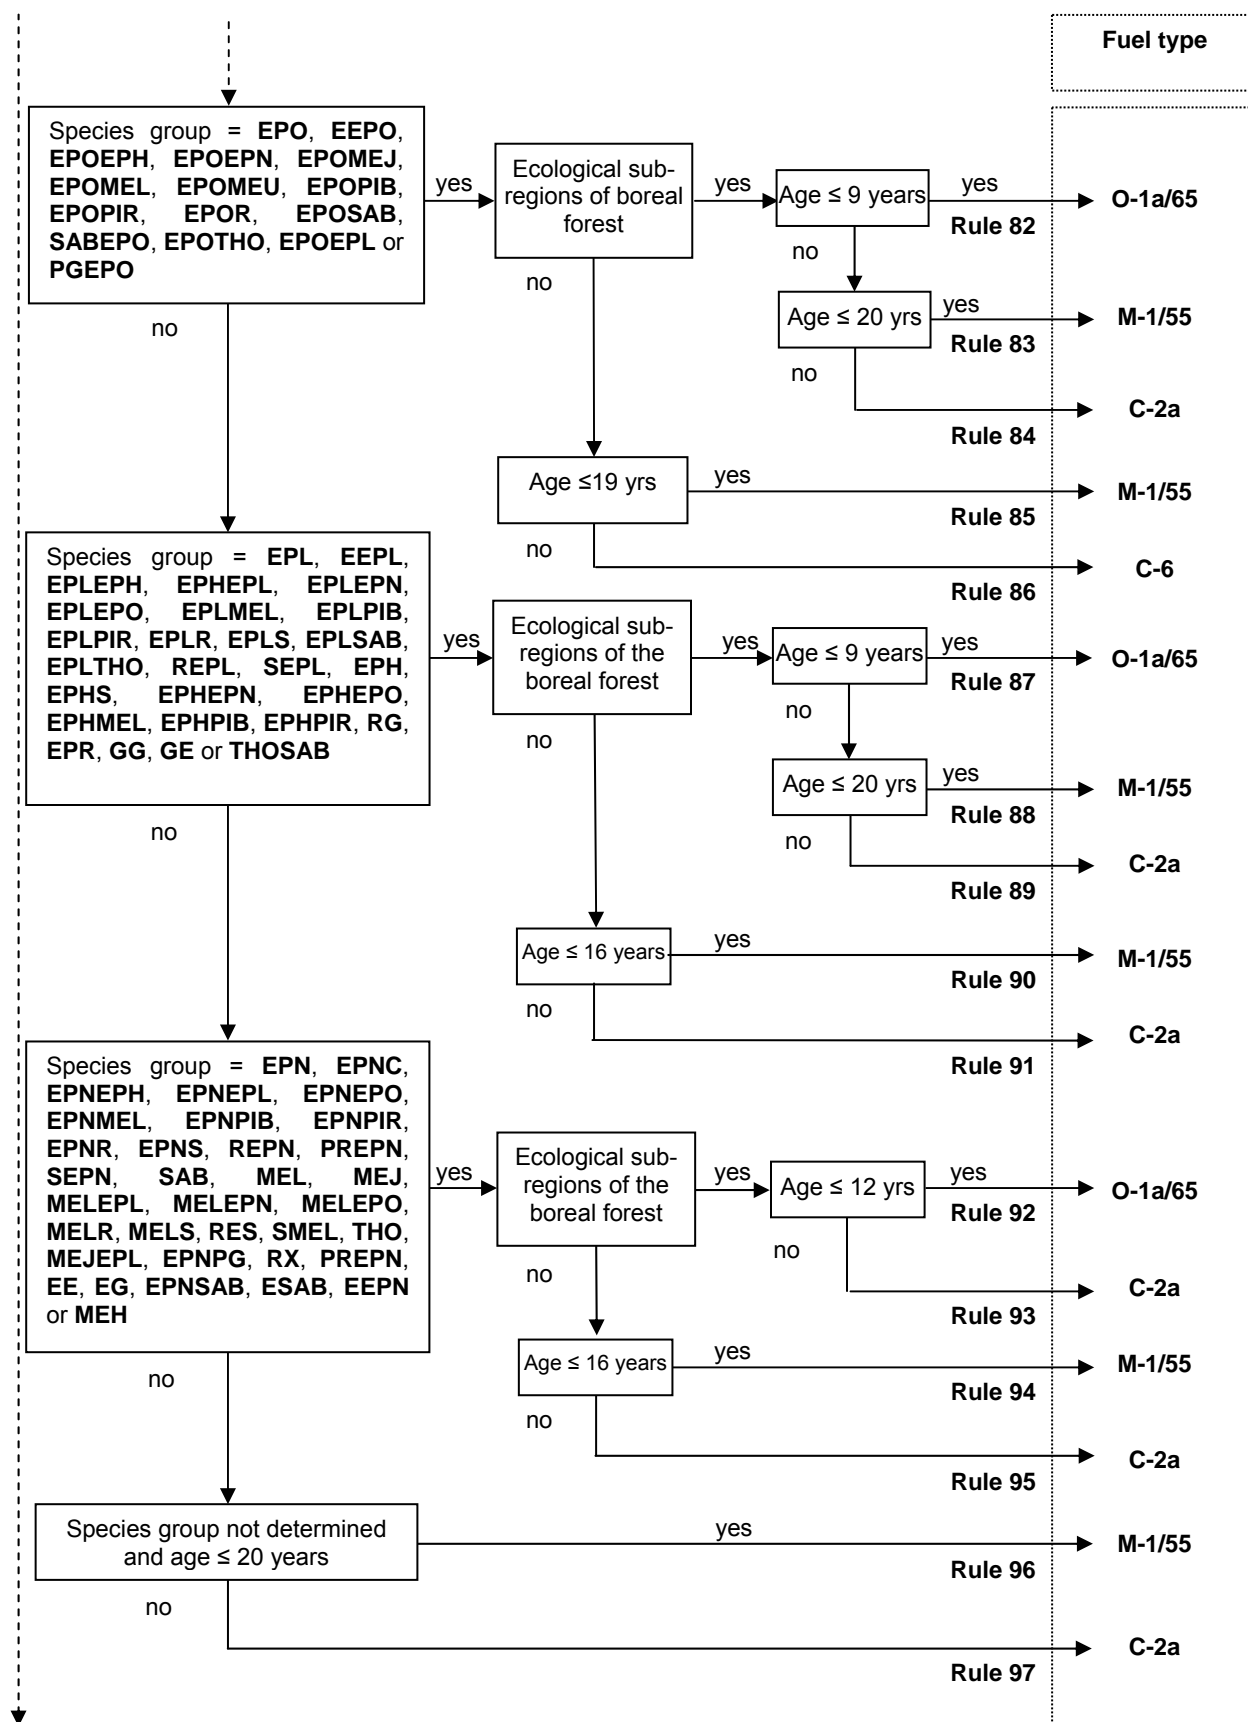 Fuel type
Species group = EPO, EEPO,
EPOEPH, EPOEPN, EPOMEJ,
EPOMEL, EPOMEU, EPOPIB,
EPOPIR, EPOR, EPOSAB,
SABEPO, EPOTHO, EPOEPL or
PGEPO
yes
Ecological sub-
regions of boreal
forest
yes
Age ≤ 9 years
yes
Rule 82
O-1a/65
no
no
no
Age ≤ 20 yrs
yes
Rule 83
M-1/55
no
Rule 84
C-2a
Age ≤19 yrs
yes
Rule 85
M-1/55
no
Rule 86
C-6
Species group = EPL, EEPL,
EPLEPH, EPHEPL, EPLEPN,
EPLEPO, EPLMEL, EPLPIB,
EPLPIR, EPLR, EPLS, EPLSAB,
EPLTHO, REPL, SEPL, EPH,
EPHS, EPHEPN, EPHEPO,
EPHMEL, EPHPIB, EPHPIR, RG,
EPR, GG, GE or THOSAB
yes
Ecological sub-
regions of the
boreal forest
yes
Age ≤ 9 years
yes
Rule 87
O-1a/65
no
no
no
Age ≤ 20 yrs
yes
Rule 88
M-1/55
no
Rule 89
C-2a
Age ≤ 16 years
yes
Rule 90
M-1/55
no
Rule 91
C-2a
Species group = EPN, EPNC,
EPNEPH, EPNEPL, EPNEPO,
EPNMEL, EPNPIB, EPNPIR,
EPNR, EPNS, REPN, PREPN,
SEPN, SAB, MEL, MEJ,
MELEPL, MELEPN, MELEPO,
MELR, MELS, RES, SMEL, THO,
MEJEPL, EPNPG, RX, PREPN,
EE, EG, EPNSAB, ESAB, EEPN
or MEH
yes
Ecological sub-
regions of the
boreal forest
yes
Age ≤ 12 yrs
yes
Rule 92
O-1a/65
no
no
Rule 93
C-2a
no
Age ≤ 16 years
yes
Rule 94
M-1/55
no
Rule 95
C-2a
Species group not determined
and age ≤ 20 years
yes
Rule 96
M-1/55
no
Rule 97
C-2a